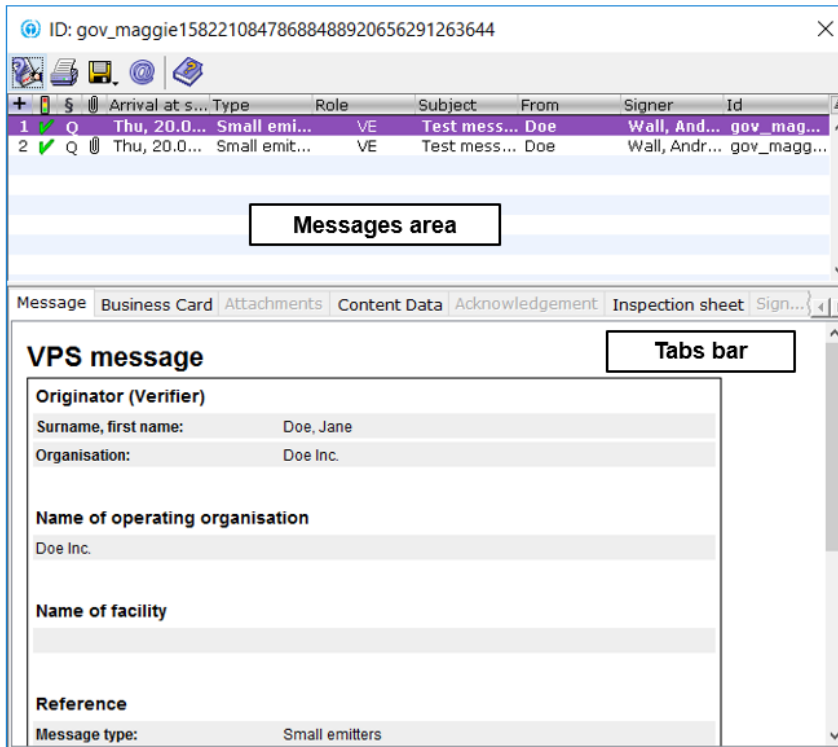 ID: gov_maggie1582210847868848892065629126364​4
+ § Arrival at s... Type Role Subject From Signer Id
1 Q Thu, 20.0... Small emi... VE Test mess... Doe Wall, And... gov_mag...
2 Q Thu, 20.0... Small emit... VE Test mess... Doe Wall, Andr... gov_magg...
Messages area
Message Business Card Attachments Content Data Acknowledgement Inspection sheet Sign...
Tabs bar
VPS message
Originator (Verifier)
Surname, first name: Doe, Jane
Organisation: Doe Inc.
Name of operating organisation
Doe Inc.
Name of facility
Reference
Message type: Small emitters